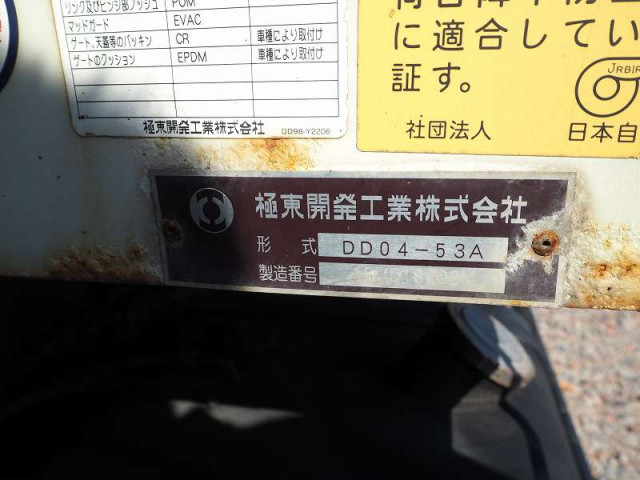 リンク及びヒンジ部ブッシュ POM
マッドガード EVAC
ゲート、天蓋等のパッキン CR 車種により取付け
ゲートのクッション EPDM 車種により取付け
極東開発工業株式会社 DD98-Y2206
に適合してい
証す。
JRBIR
社団法人 日本自
極東開発工業株式会社
形式 DD04-53A
製造番号